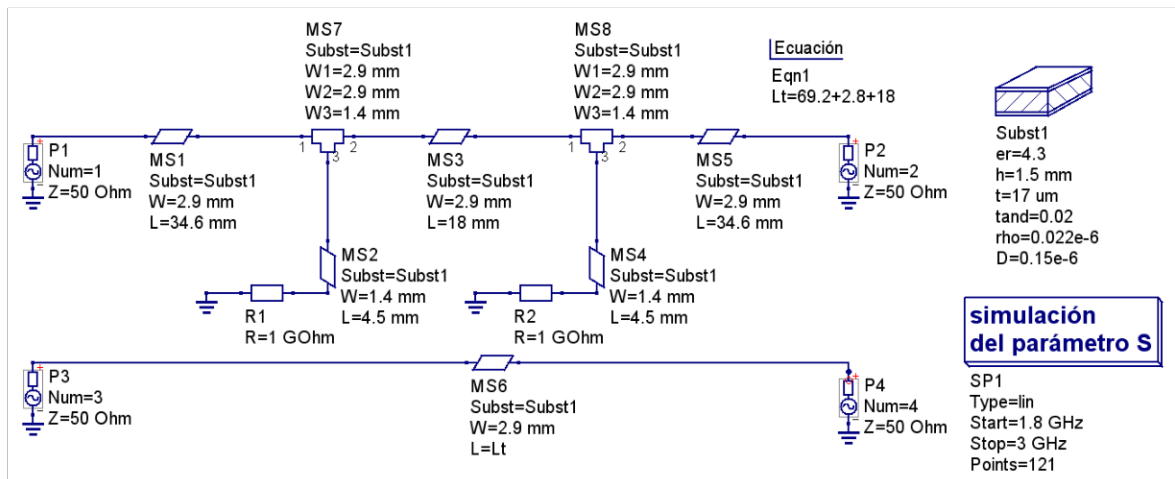 MS7
Subst=Subst1
W1=2.9 mm
W2=2.9 mm
W3=1.4 mm
MS8
Subst=Subst1
W1=2.9 mm
W2=2.9 mm
W3=1.4 mm
Ecuación
Eqn1
Lt=69.2+2.8+18
Subst1
er=4.3
h=1.5 mm
t=17 um
tand=0.02
rho=0.022e-6
D=0.15e-6
P1
Num=1
Z=50 Ohm
MS1
Subst=Subst1
W=2.9 mm
L=34.6 mm
1
2
3
MS3
Subst=Subst1
W=2.9 mm
L=18 mm
1
2
3
MS5
Subst=Subst1
W=2.9 mm
L=34.6 mm
P2
Num=2
Z=50 Ohm
MS2
Subst=Subst1
W=1.4 mm
L=4.5 mm
R1
R=1 GOhm
MS4
Subst=Subst1
W=1.4 mm
L=4.5 mm
R2
R=1 GOhm
P3
Num=3
Z=50 Ohm
MS6
Subst=Subst1
W=2.9 mm
L=Lt
P4
Num=4
Z=50 Ohm
simulación
del parámetro S
SP1
Type=lin
Start=1.8 GHz
Stop=3 GHz
Points=121